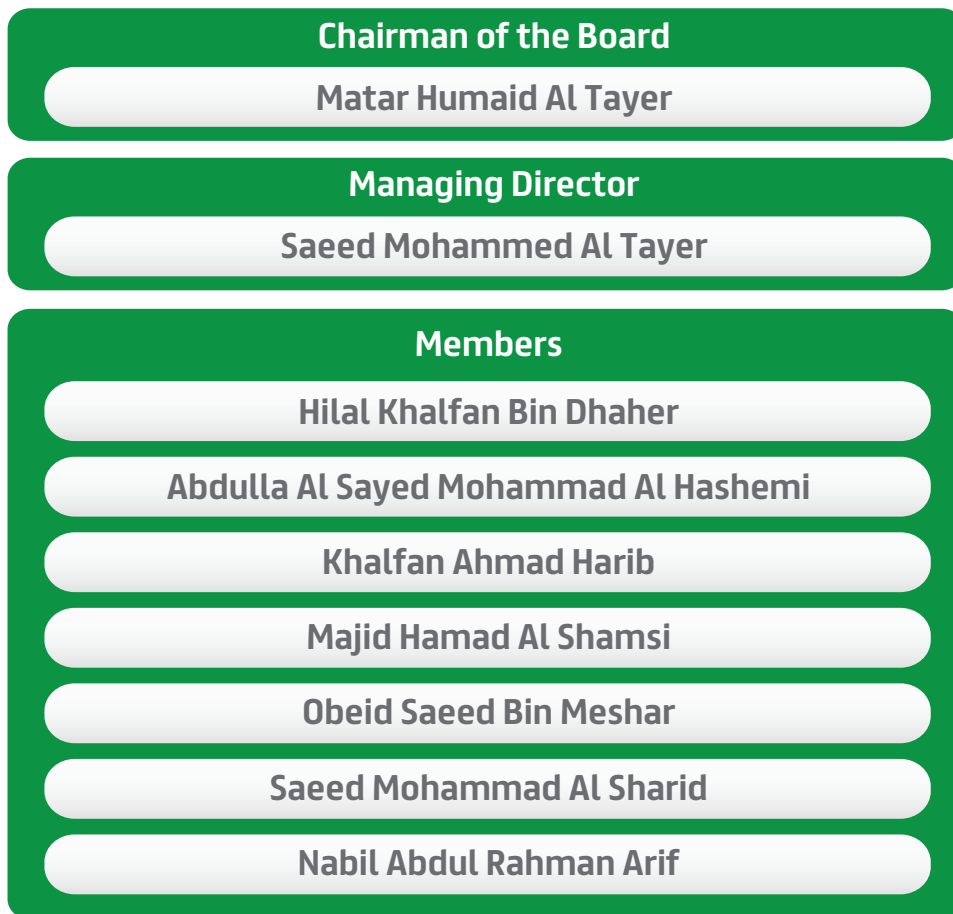 Chairman of the Board
Matar Humaid Al Tayer
Managing Director
Saeed Mohammed Al Tayer
Members
Hilal Khalfan Bin Dhaher
Abdulla Al Sayed Mohammad Al Hashemi
Khalfan Ahmad Harib
Majid Hamad Al Shamsi
Obeid Saeed Bin Meshar
Saeed Mohammad Al Sharid
Nabil Abdul Rahman Arif